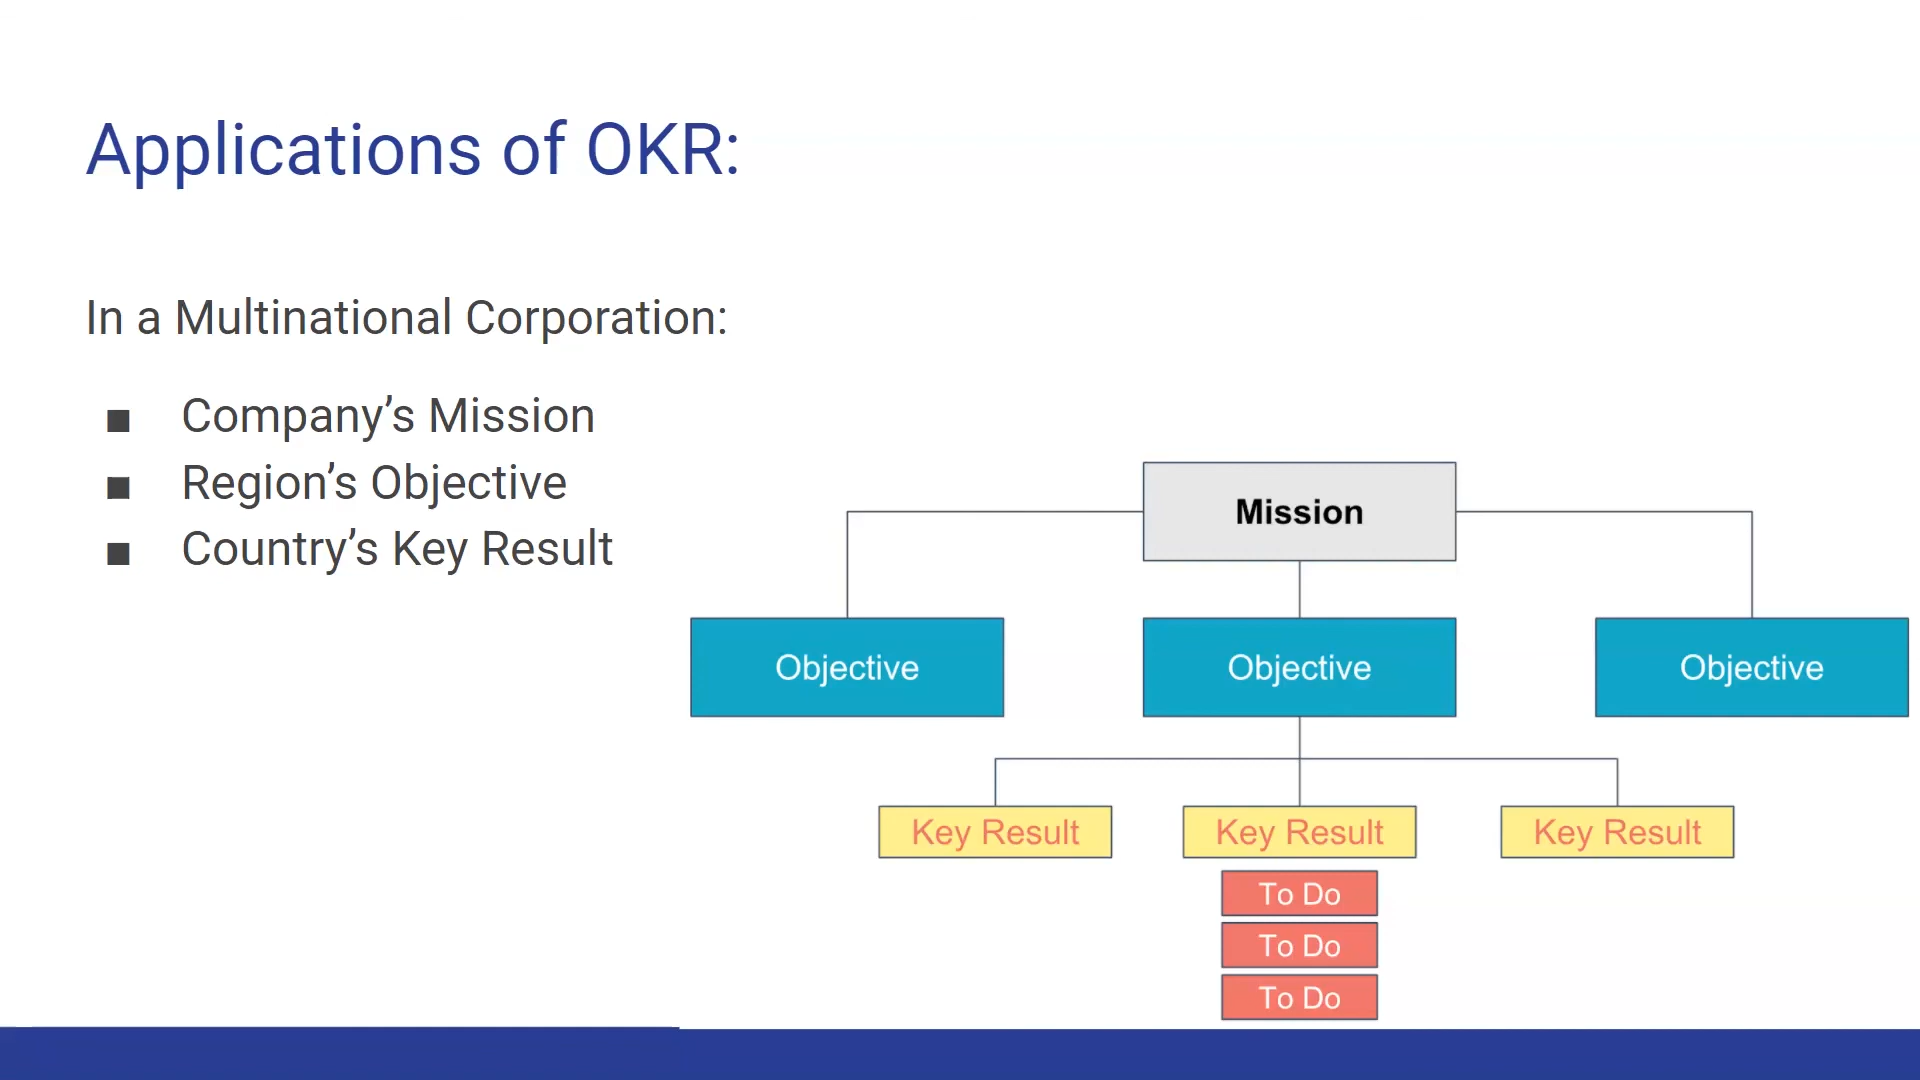 Applications of OKR:
In a Multinational Corporation:
■ Company’s Mission
■ Region’s Objective
■ Country’s Key Result
Mission
Objective
Objective
Objective
Key Result
Key Result
Key Result
To Do
To Do
To Do